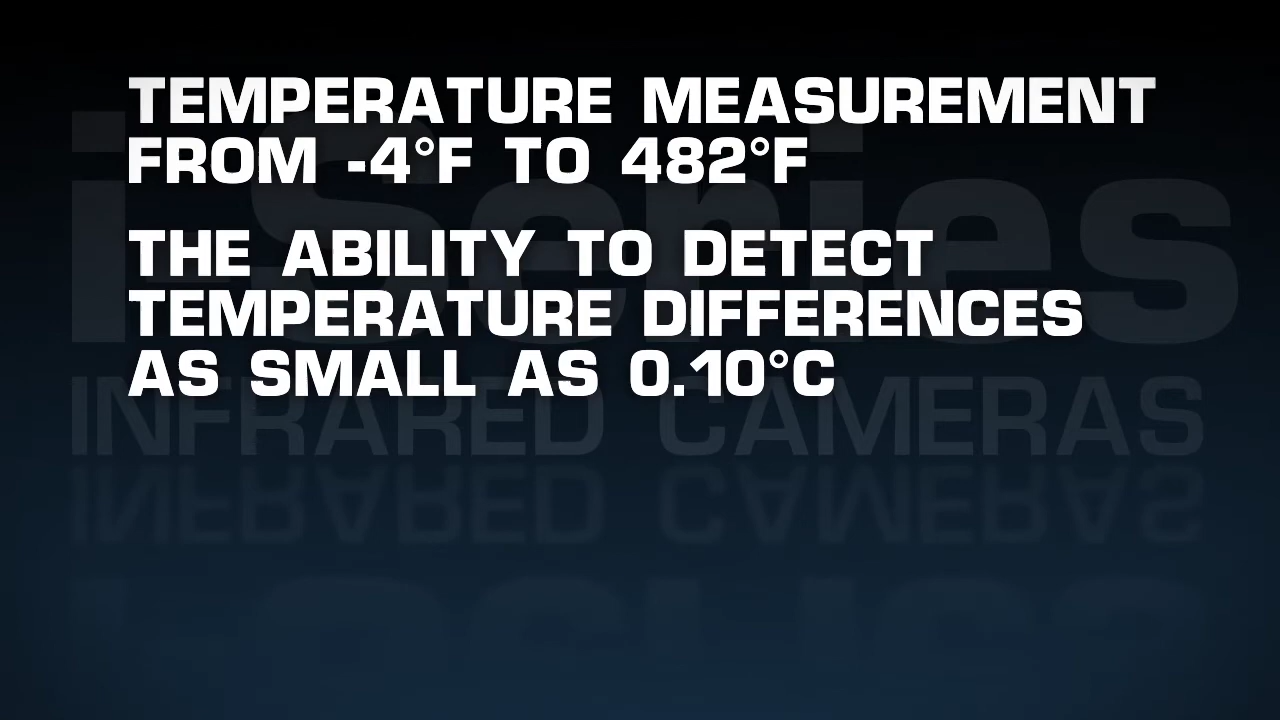 TEMPERATURE MEASUREMENT
FROM -4°F TO 482°F
THE ABILITY TO DETECT
TEMPERATURE DIFFERENCES
AS SMALL AS 0.10°C
i Series
INFRARED CAMERAS